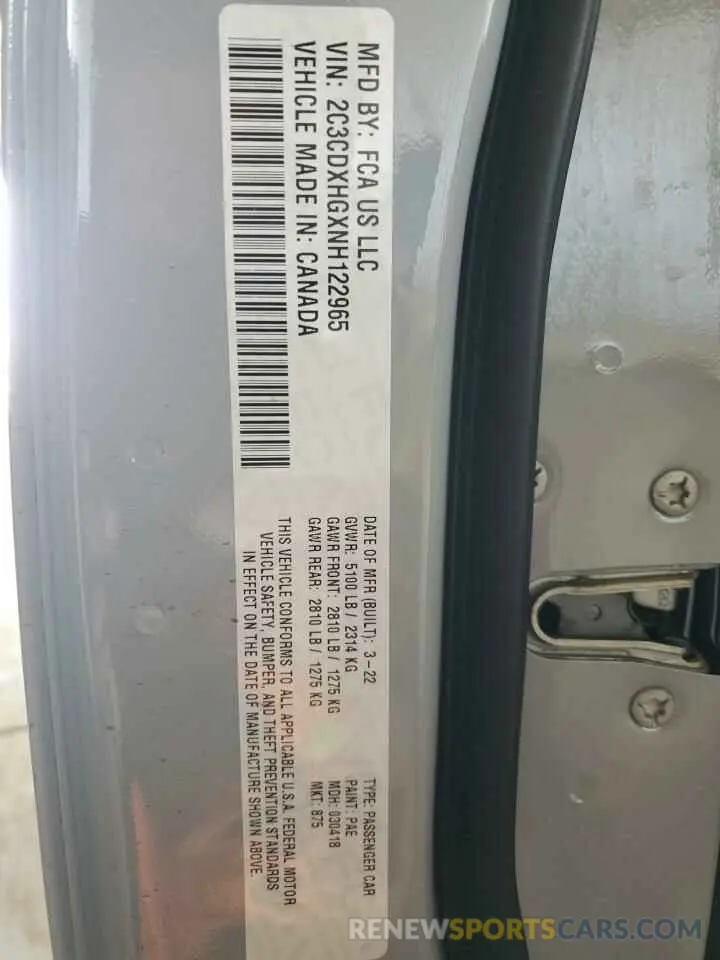 MFD BY: FCA US LLC
VIN: 2C3CDXHGXNH122965
VEHICLE MADE IN: CANADA
DATE OF MFR (BUILT): 3-22
GVWR: 5100 LB / 2314 KG
GAWR FRONT: 2810 LB / 1275 KG
GAWR REAR: 2810 LB / 1275 KG
TYPE: PASSENGER CAR
PAINT: PAE
MDH: 030418
MKT: 875
THIS VEHICLE CONFORMS TO ALL APPLICABLE U.S.A. FEDERAL MOTOR
VEHICLE SAFETY, BUMPER, AND THEFT PREVENTION STANDARDS
IN EFFECT ON THE DATE OF MANUFACTURE SHOWN ABOVE.
RENEWSPORTSCARS.COM